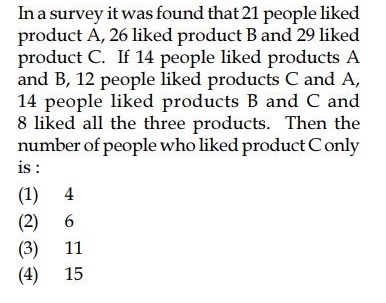 In a survey it was found that 21 people liked
product A, 26 liked product B and 29 liked
product C. If 14 people liked products A
and B, 12 people liked products C and A,
14 people liked products B and C and
8 liked all the three products. Then the
number of people who liked product C only
is :
(1) 4
(2) 6
(3) 11
(4) 15